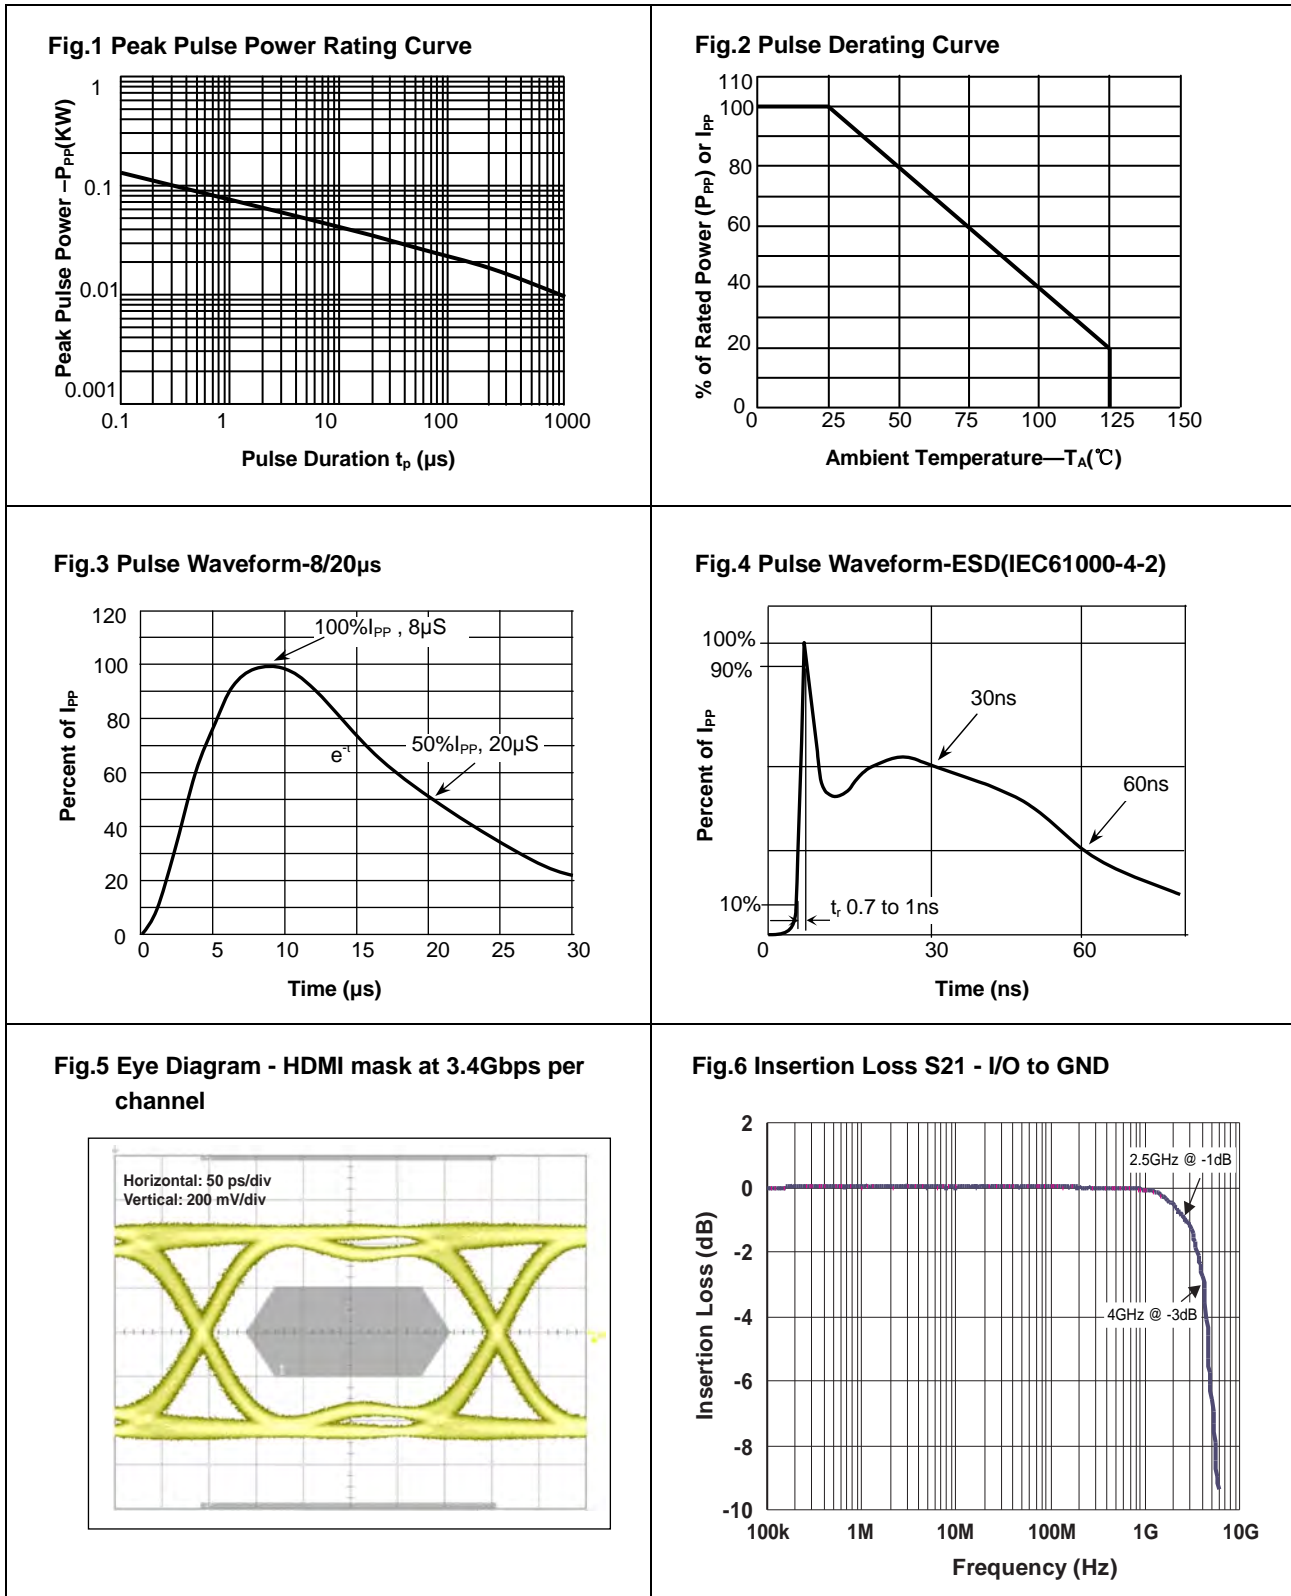 Fig.1 Peak Pulse Power Rating Curve
Peak Pulse Power –PPP(KW)
1
0.1
0.01
0.001
0.1 1 10 100 1000
Pulse Duration tp (μs)
Fig.2 Pulse Derating Curve
% of Rated Power (PPP) or IPP
110
100
80
60
40
20
0
0 25 50 75 100 125 150
Ambient Temperature—TA(℃)
Fig.3 Pulse Waveform-8/20μs
Percent of IPP
120
100
80
60
40
20
0
100%IPP , 8μS
e-t
50%IPP, 20μS
0 5 10 15 20 25 30
Time (μs)
Fig.4 Pulse Waveform-ESD(IEC61000-4-2)
Percent of IPP
100%
90%
10%
30ns
60ns
tr 0.7 to 1ns
0 30 60
Time (ns)
Fig.5 Eye Diagram - HDMI mask at 3.4Gbps per
channel
Horizontal: 50 ps/div
Vertical: 200 mV/div
Fig.6 Insertion Loss S21 - I/O to GND
Insertion Loss (dB)
2
0
-2
-4
-6
-8
-10
2.5GHz @ -1dB
4GHz @ -3dB
100k 1M 10M 100M 1G 10G
Frequency (Hz)